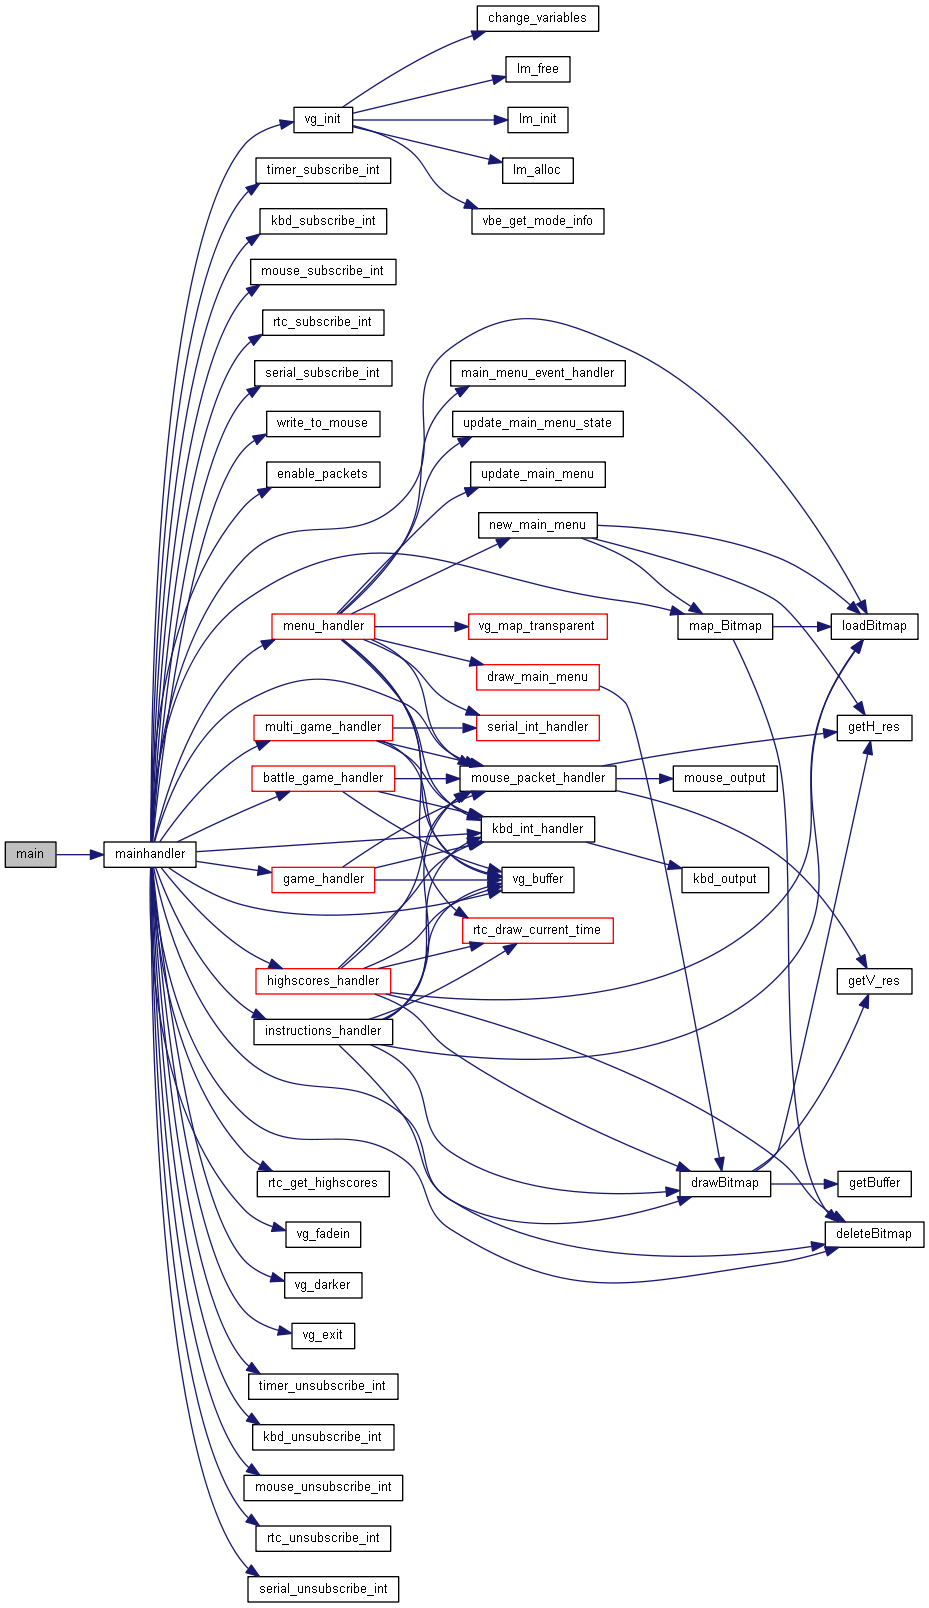 change_variables
lm_free
vg_init
lm_init
lm_alloc
timer_subscribe_int
vbe_get_mode_info
kbd_subscribe_int
mouse_subscribe_int
rtc_subscribe_int
serial_subscribe_int
main_menu_event_handler
write_to_mouse
update_main_menu_state
enable_packets
update_main_menu
new_main_menu
menu_handler
vg_map_transparent
map_Bitmap
loadBitmap
draw_main_menu
multi_game_handler
serial_int_handler
getH_res
battle_game_handler
mouse_packet_handler
mouse_output
kbd_int_handler
main
mainhandler
game_handler
vg_buffer
kbd_output
rtc_draw_current_time
highscores_handler
getV_res
instructions_handler
rtc_get_highscores
drawBitmap
getBuffer
vg_fadein
deleteBitmap
vg_darker
vg_exit
timer_unsubscribe_int
kbd_unsubscribe_int
mouse_unsubscribe_int
rtc_unsubscribe_int
serial_unsubscribe_int